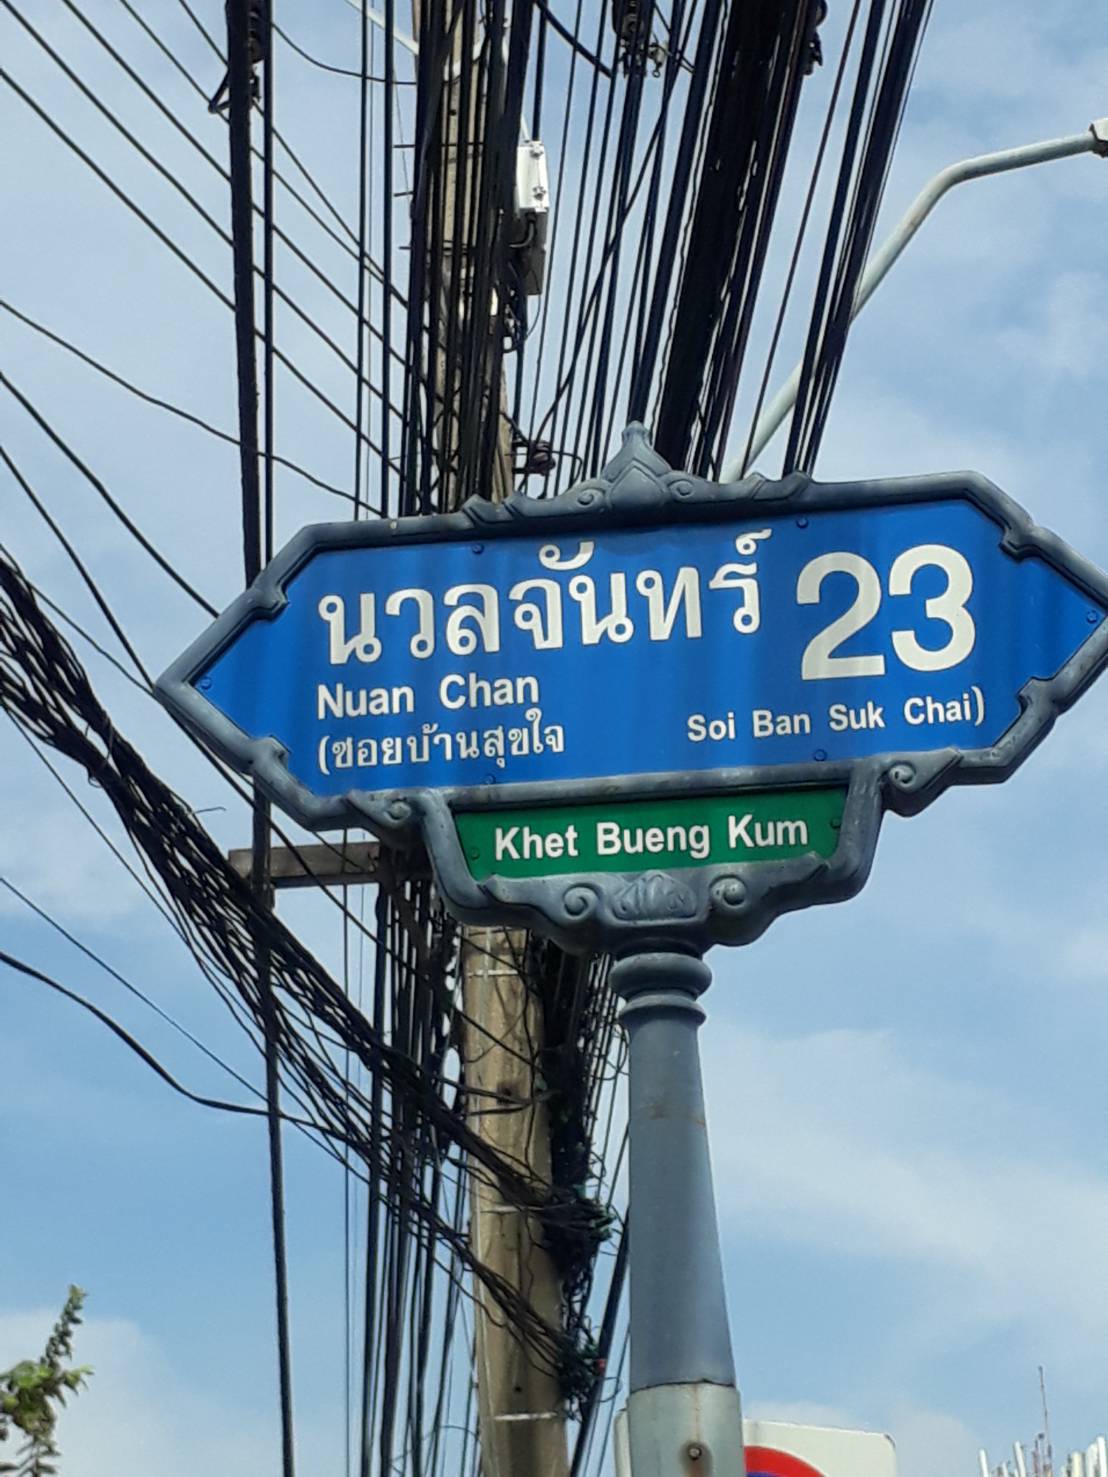 นวลจันทร์ 23
Nuan Chan
(ซอยบ้านสุขใจ Soi Ban Suk Chai)
Khet Bueng Kum